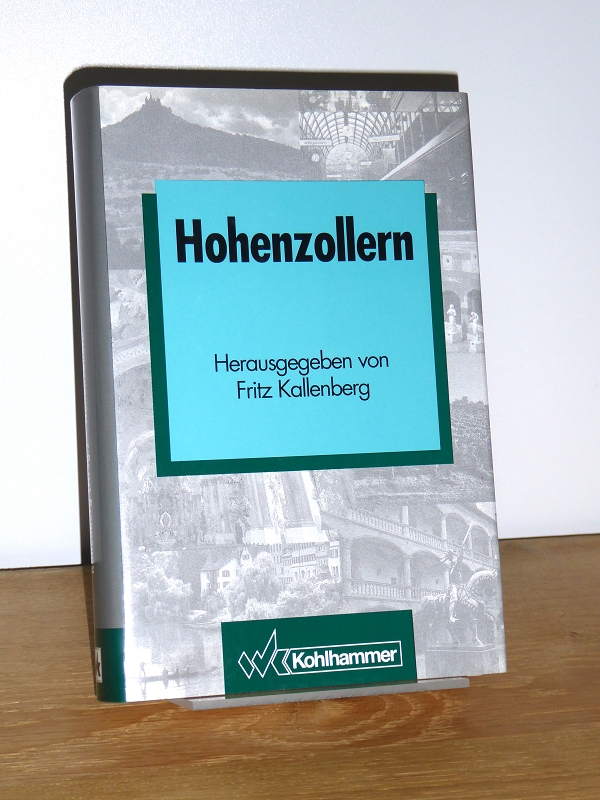 Hohenzollern
Herausgegeben von
Fritz Kallenberg
Kohlhammer